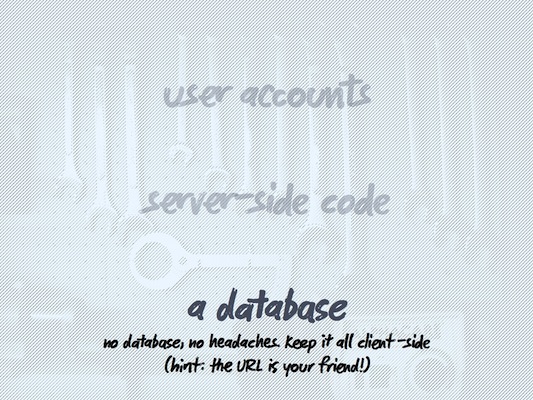 user accounts
server-side code
a database
no database, no headaches. Keep it all client-side
(hint: the URL is your friend!)